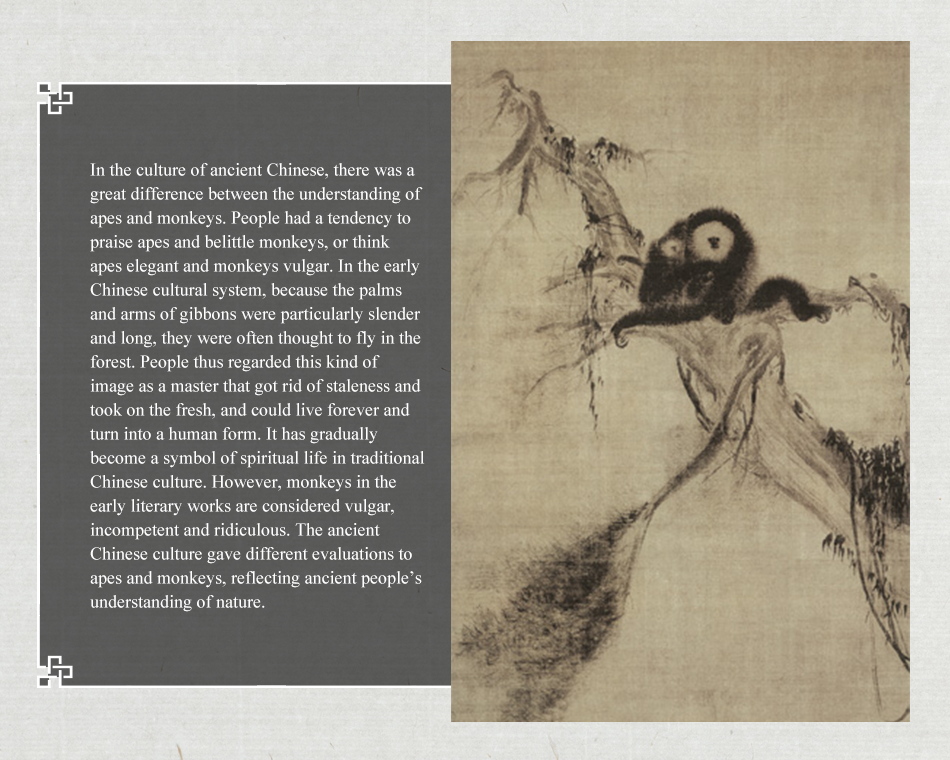 In the culture of ancient Chinese, there was a
great difference between the understanding of
apes and monkeys. People had a tendency to
praise apes and belittle monkeys, or think
apes elegant and monkeys vulgar. In the early
Chinese cultural system, because the palms
and arms of gibbons were particularly slender
and long, they were often thought to fly in the
forest. People thus regarded this kind of
image as a master that got rid of staleness and
took on the fresh, and could live forever and
turn into a human form. It has gradually
become a symbol of spiritual life in traditional
Chinese culture. However, monkeys in the
early literary works are considered vulgar,
incompetent and ridiculous. The ancient
Chinese culture gave different evaluations to
apes and monkeys, reflecting ancient people’s
understanding of nature.